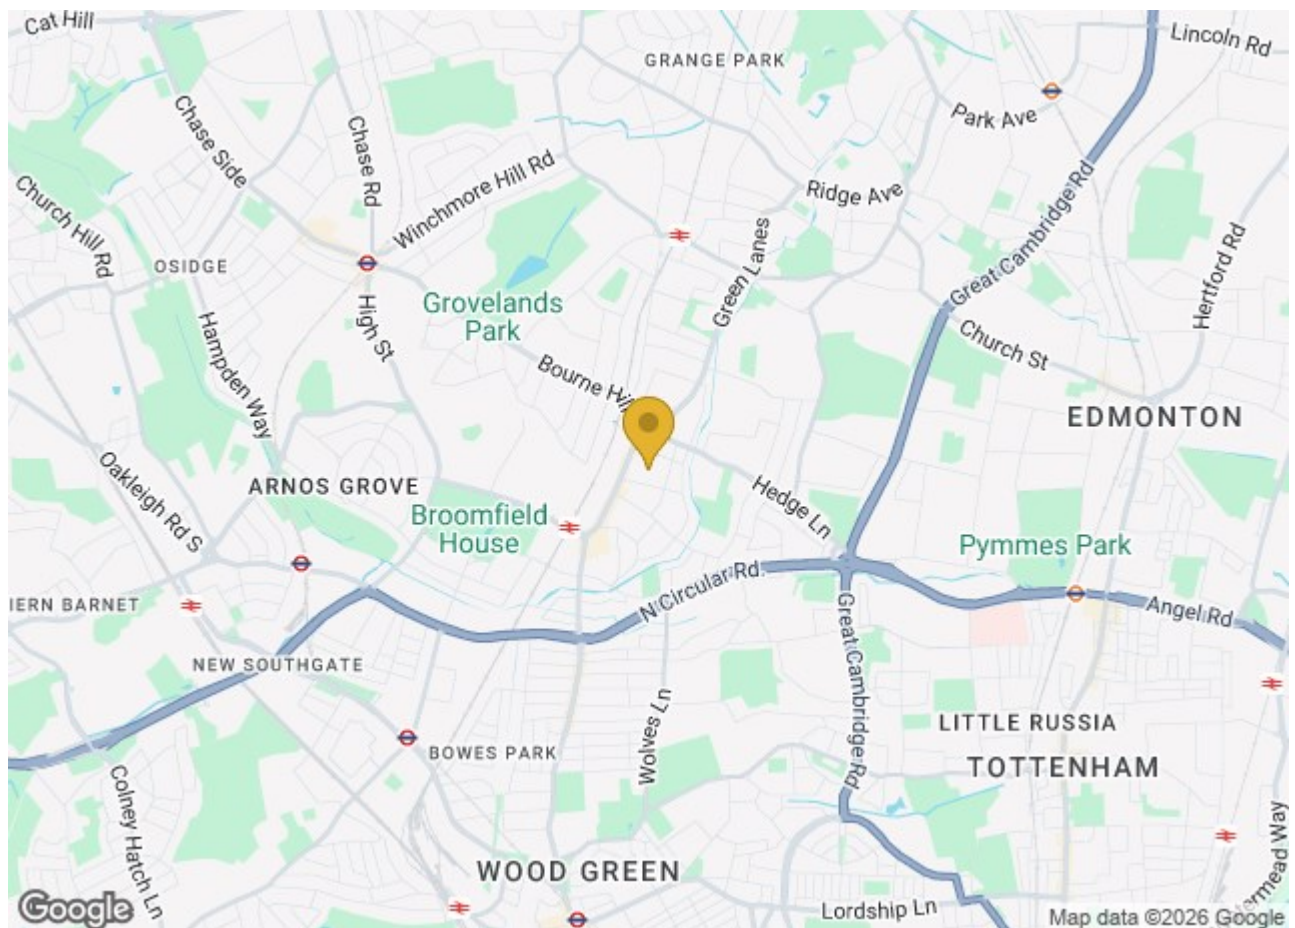 Cat Hill
Lincoln Rd
GRANGE PARK
Park Ave
Chase Side
Chase Rd
Winchmore Hill Rd
Ridge Ave
Church Hill Rd
OSIDGE
Green Lanes
Great Cambridge Rd
Hertford Rd
Grovelands
Park
High St
Hampden Way
Church St
Bourne Hill
EDMONTON
Oakleigh Rd S
ARNOS GROVE
Hedge Ln
Broomfield
House
Pymmes Park
N Circular Rd
IERN BARNET
Angel Rd
Great Cambridge Rd
NEW SOUTHGATE
Wolves Ln
LITTLE RUSSIA
BOWES PARK
TOTTENHAM
Colney Hatch Ln
termead Way
WOOD GREEN
Lordship Ln
Google
Map data ©2026 Google